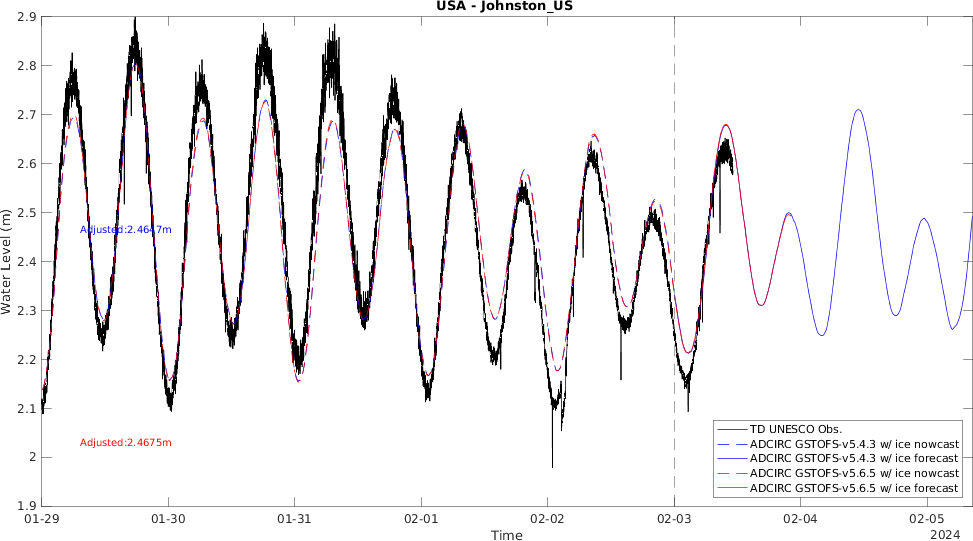 USA - Johnston_US
2.9
2.8
2.7
2.6
2.5
2.4
2.3
2.2
2.1
2
1.9
Water Level (m)
Adjusted:2.4647m
Adjusted:2.4675m
TD UNESCO Obs.
ADCIRC GSTOFS-v5.4.3 w/ ice nowcast
ADCIRC GSTOFS-v5.4.3 w/ ice forecast
ADCIRC GSTOFS-v5.6.5 w/ ice nowcast
ADCIRC GSTOFS-v5.6.5 w/ ice forecast
01-29 01-30 01-31 02-01 02-02 02-03 02-04 02-05
Time
2024